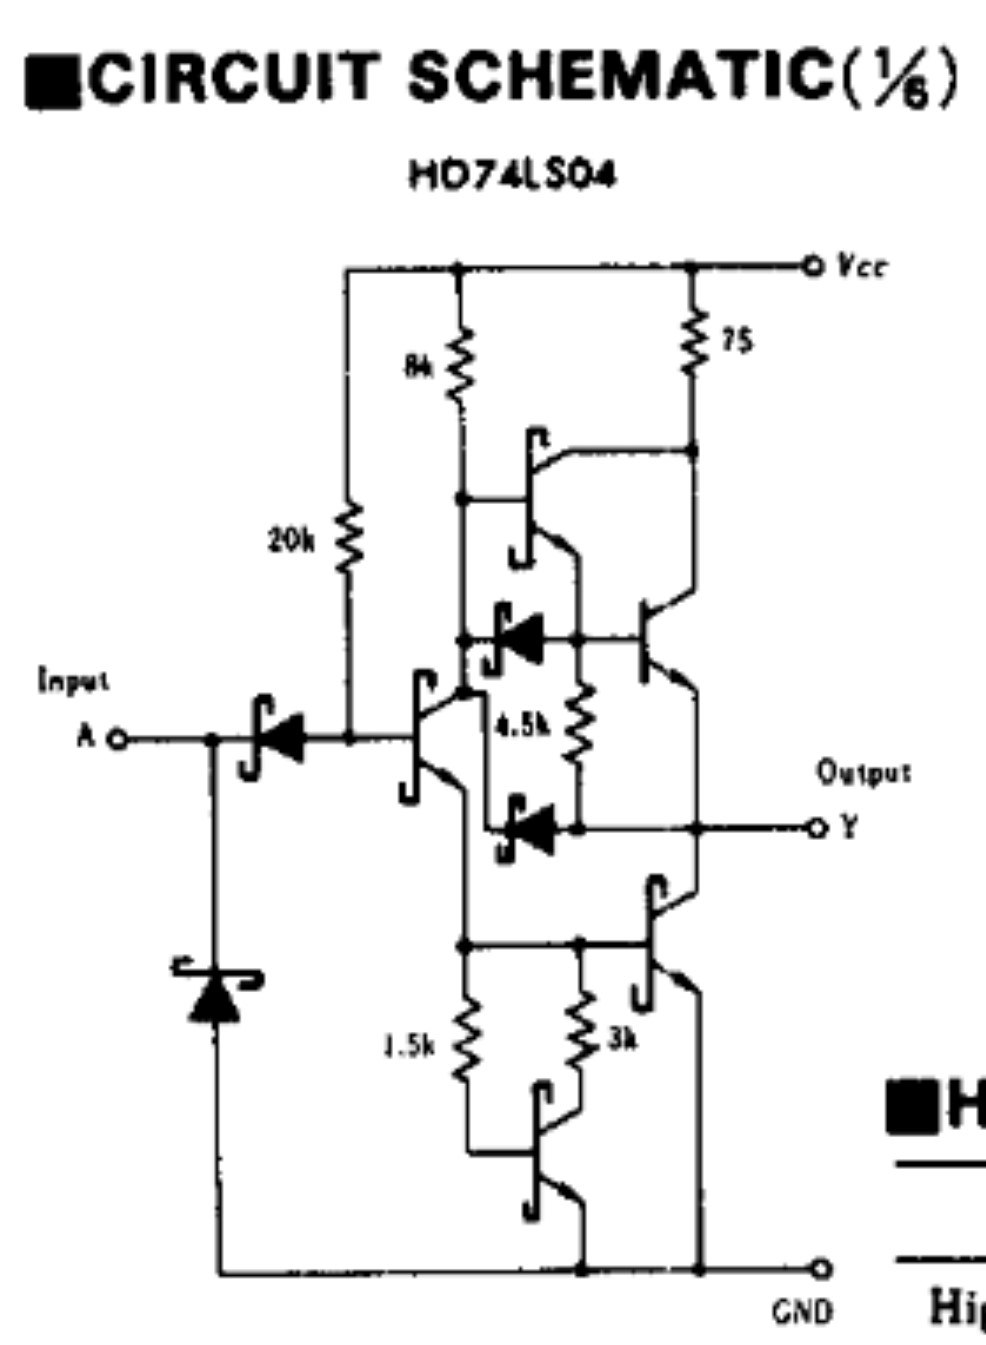 ■CIRCUIT SCHEMATIC(1/6)
HD74LS04
Vcc
8k
75
20k
Input
A
4.5k
Output
Y
1.5k
3k
■H
GND
Hi